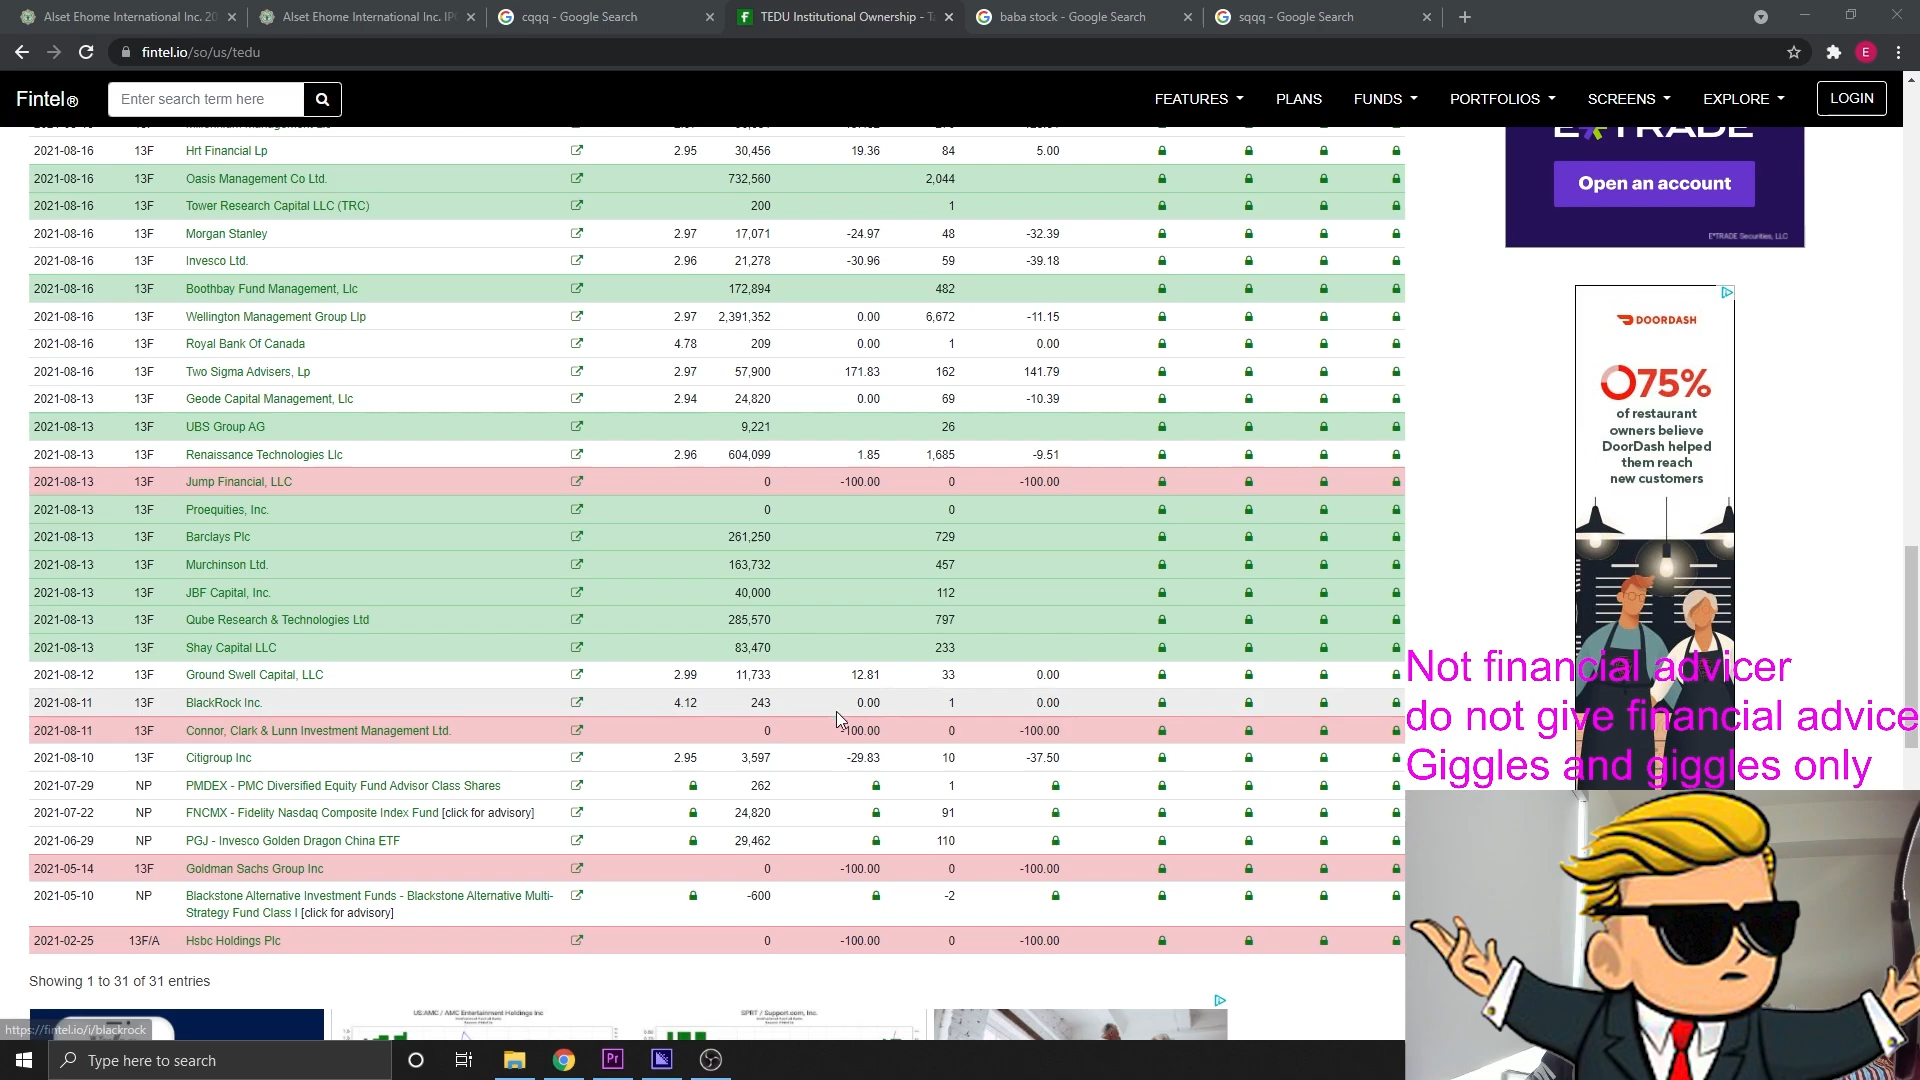 Alset Ehome International Inc. 20
Alset Ehome International Inc. IPO
cqqq - Google Search
TEDU Institutional Ownership - Ta
baba stock - Google Search
sqqq - Google Search
fintel.io/so/us/tedu
E
Fintel®
Enter search term here
FEATURES
PLANS
FUNDS
PORTFOLIOS
SCREENS
EXPLORE
LOGIN
2021-08-16 13F Hrt Financial Lp 2.95 30,456 19.36 84 5.00
2021-08-16 13F Oasis Management Co Ltd. 732,560 2,044
2021-08-16 13F Tower Research Capital LLC (TRC) 200 1
2021-08-16 13F Morgan Stanley 2.97 17,071 -24.97 48 -32.39
2021-08-16 13F Invesco Ltd. 2.96 21,278 -30.96 59 -39.18
2021-08-16 13F Boothbay Fund Management, Llc 172,894 482
2021-08-16 13F Wellington Management Group Llp 2.97 2,391,352 0.00 6,672 -11.15
2021-08-16 13F Royal Bank Of Canada 4.78 209 0.00 1 0.00
2021-08-16 13F Two Sigma Advisers, Lp 2.97 57,900 171.83 162 141.79
2021-08-13 13F Geode Capital Management, Llc 2.94 24,820 0.00 69 -10.39
2021-08-13 13F UBS Group AG 9,221 26
2021-08-13 13F Renaissance Technologies Llc 2.96 604,099 1.85 1,685 -9.51
2021-08-13 13F Jump Financial, LLC 0 -100.00 0 -100.00
2021-08-13 13F Proequities, Inc. 0 0
2021-08-13 13F Barclays Plc 261,250 729
2021-08-13 13F Murchinson Ltd. 163,732 457
2021-08-13 13F JBF Capital, Inc. 40,000 112
2021-08-13 13F Qube Research & Technologies Ltd 285,570 797
2021-08-13 13F Shay Capital LLC 83,470 233
2021-08-12 13F Ground Swell Capital, LLC 2.99 11,733 12.81 33 0.00
2021-08-11 13F BlackRock Inc. 4.12 243 0.00 1 0.00
2021-08-11 13F Connor, Clark & Lunn Investment Management Ltd. 0 -100.00 0 -100.00
2021-08-10 13F Citigroup Inc 2.95 3,597 -29.83 10 -37.50
2021-07-29 NP PMDEX - PMC Diversified Equity Fund Advisor Class Shares 262 1
2021-07-22 NP FNCMX - Fidelity Nasdaq Composite Index Fund [click for advisory] 24,820 91
2021-06-29 NP PGJ - Invesco Golden Dragon China ETF 29,462 110
2021-05-14 13F Goldman Sachs Group Inc 0 -100.00 0 -100.00
2021-05-10 NP Blackstone Alternative Investment Funds - Blackstone Alternative Multi- -600 -2
Strategy Fund Class I [click for advisory]
2021-02-25 13F/A Hsbc Holdings Plc 0 -100.00 0 -100.00
Showing 1 to 31 of 31 entries
E*TRADE
Open an account
E*TRADE Securities, LLC
DOORDASH
75%
of restaurant
owners believe
DoorDash helped
them reach
new customers
Not financial advicer
do not give financial advice
Giggles and giggles only
US:AMC / AMC Entertainment Holdings Inc
SPRT / Support.com, Inc.
https://fintel.io/i/blackrock
Type here to search
Pr